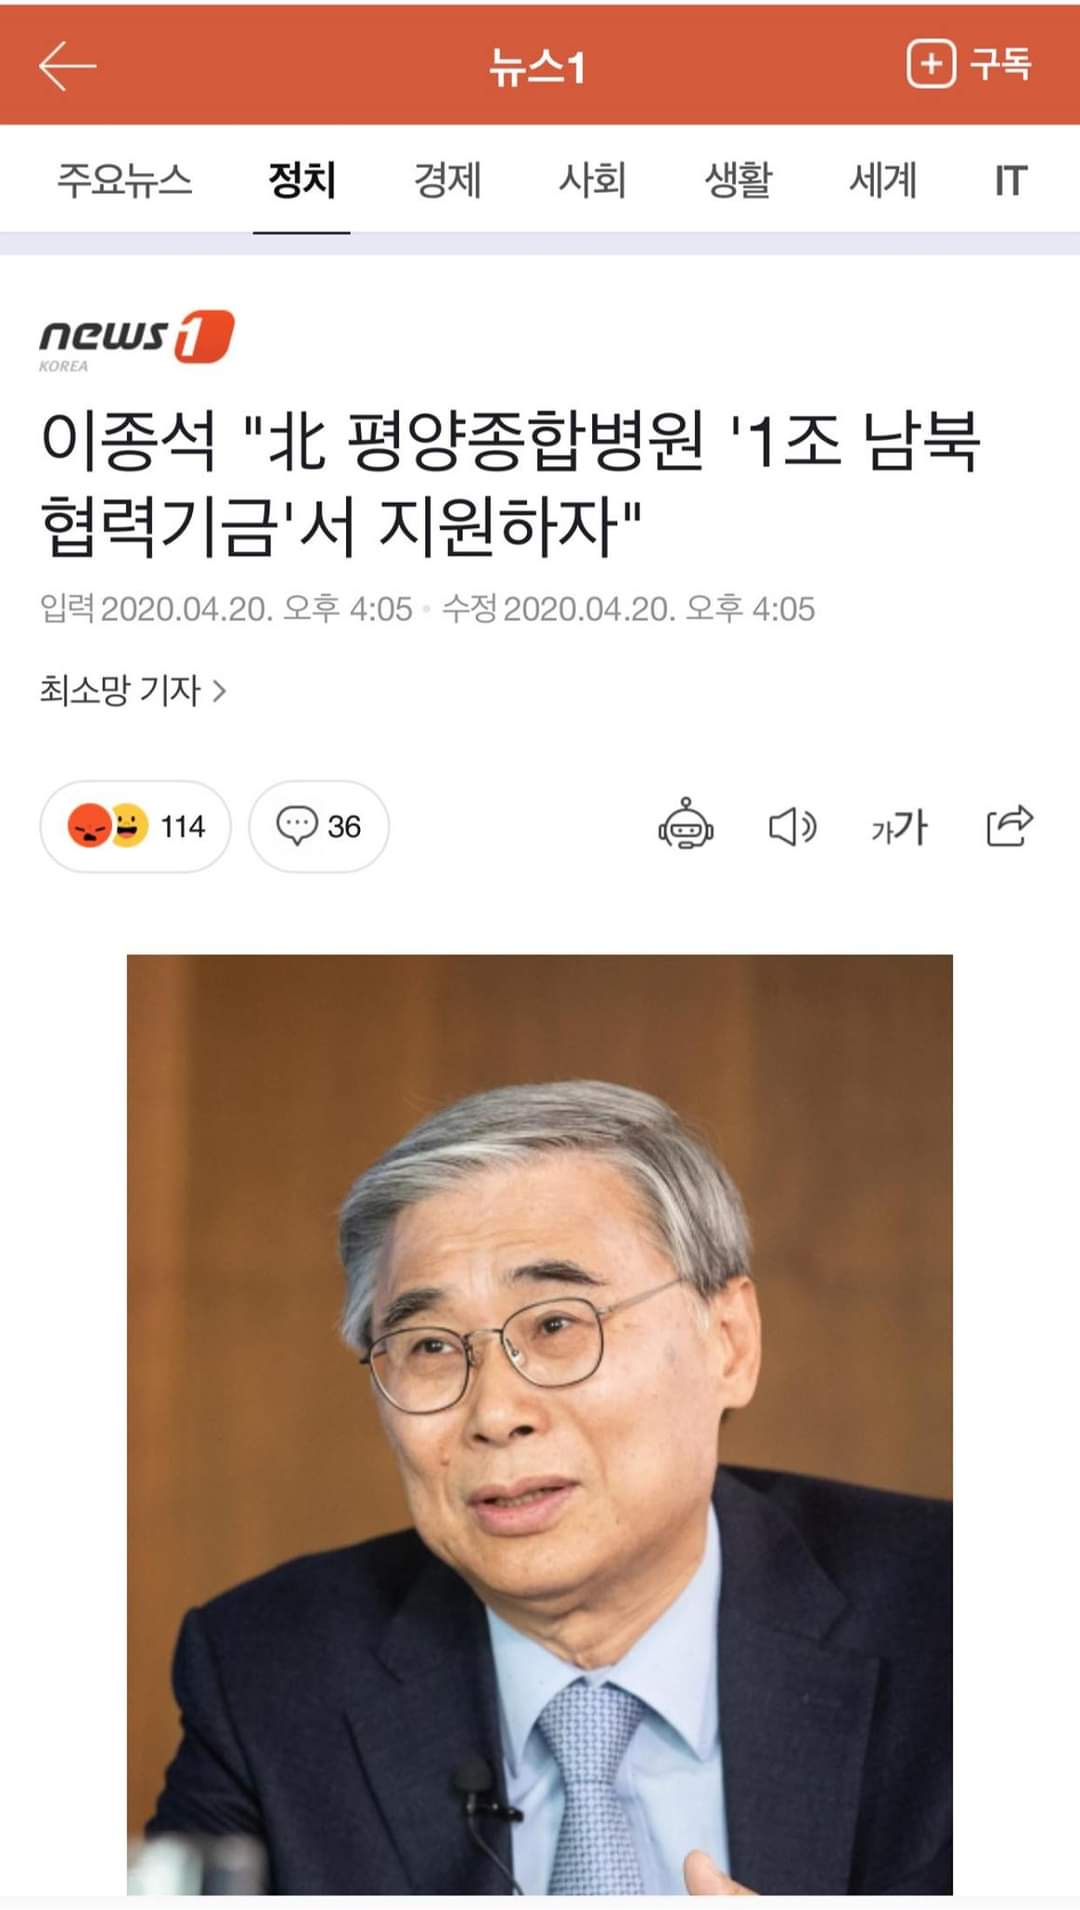 뉴스1
구독
주요뉴스 정치 경제 사회 생활 세계 IT
news1
KOREA
이종석 "北 평양종합병원 '1조 남북
협력기금'서 지원하자"
입력 2020.04.20. 오후 4:05 · 수정 2020.04.20. 오후 4:05
최소망 기자 >
114 36 가가